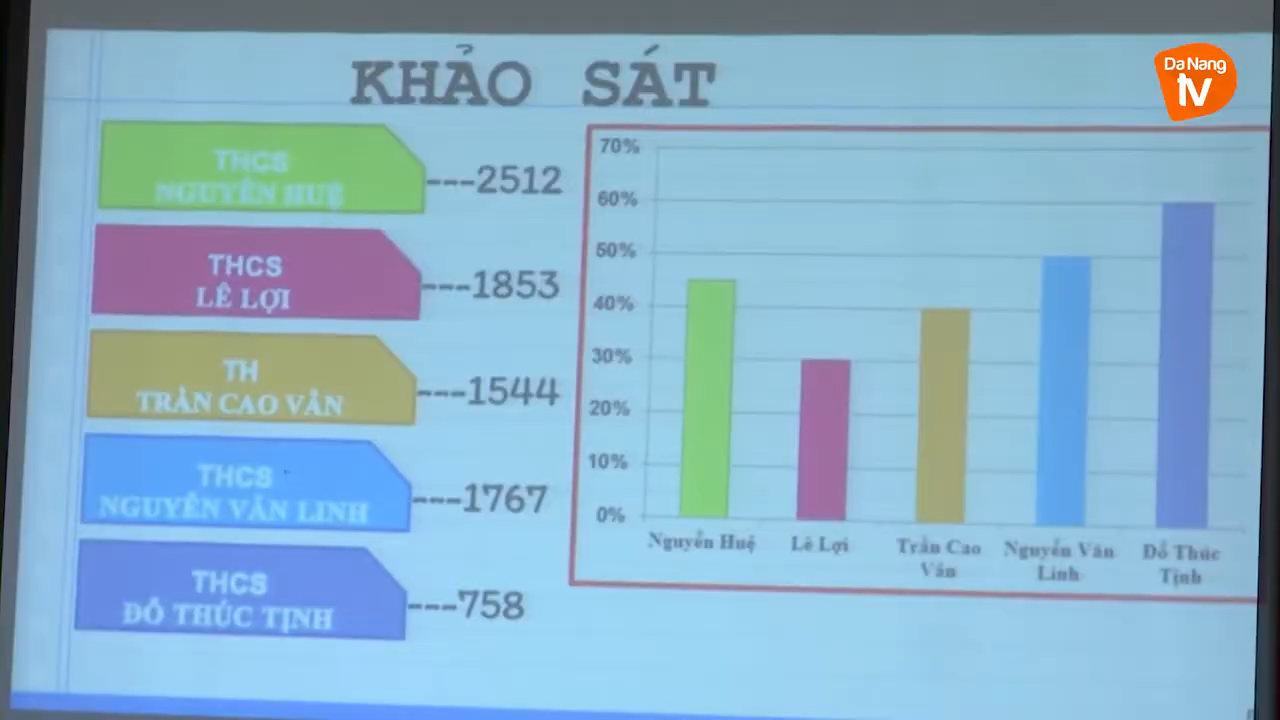 KHẢO SÁT
Da Nang
tv
THCS
NGUYỄN HUỆ
---2512
THCS
LÊ LỢI
---1853
TH
TRẦN CAO VÂN
---1544
THCS
NGUYỄN VĂN LINH
---1767
THCS
ĐỖ THÚC TỊNH
---758
70%
60%
50%
40%
30%
20%
10%
0%
Nguyễn Huệ
Lê Lợi
Trần Cao
Vân
Nguyễn Văn
Linh
Đỗ Thúc
Tịnh